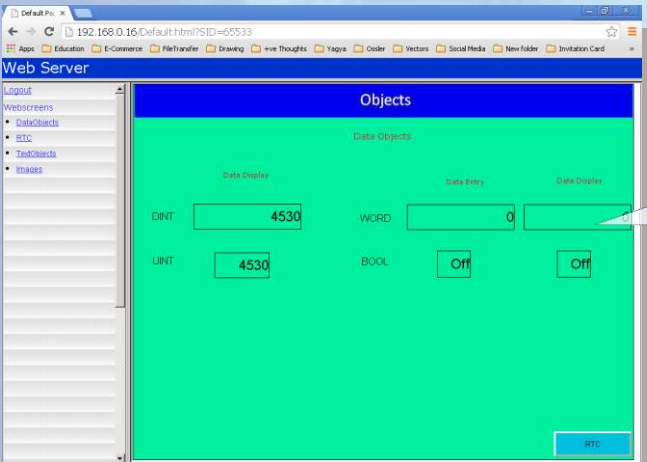 Default Po
192.168.0.16/Default.html?SID=65533
Apps Education E-Commerce FileTransfer Drawing +ve Thoughts Yagya Ossler Vectors Social Media New folder Invitation Card
Web Server
Logout
Webscreens
DataObjects
RTC
TextObjects
Images
Objects
Data Objects
Data Display
Data Entry
Data Display
DINT 4530
WORD 0 0
UINT 4530
BOOL Off Off
RTC